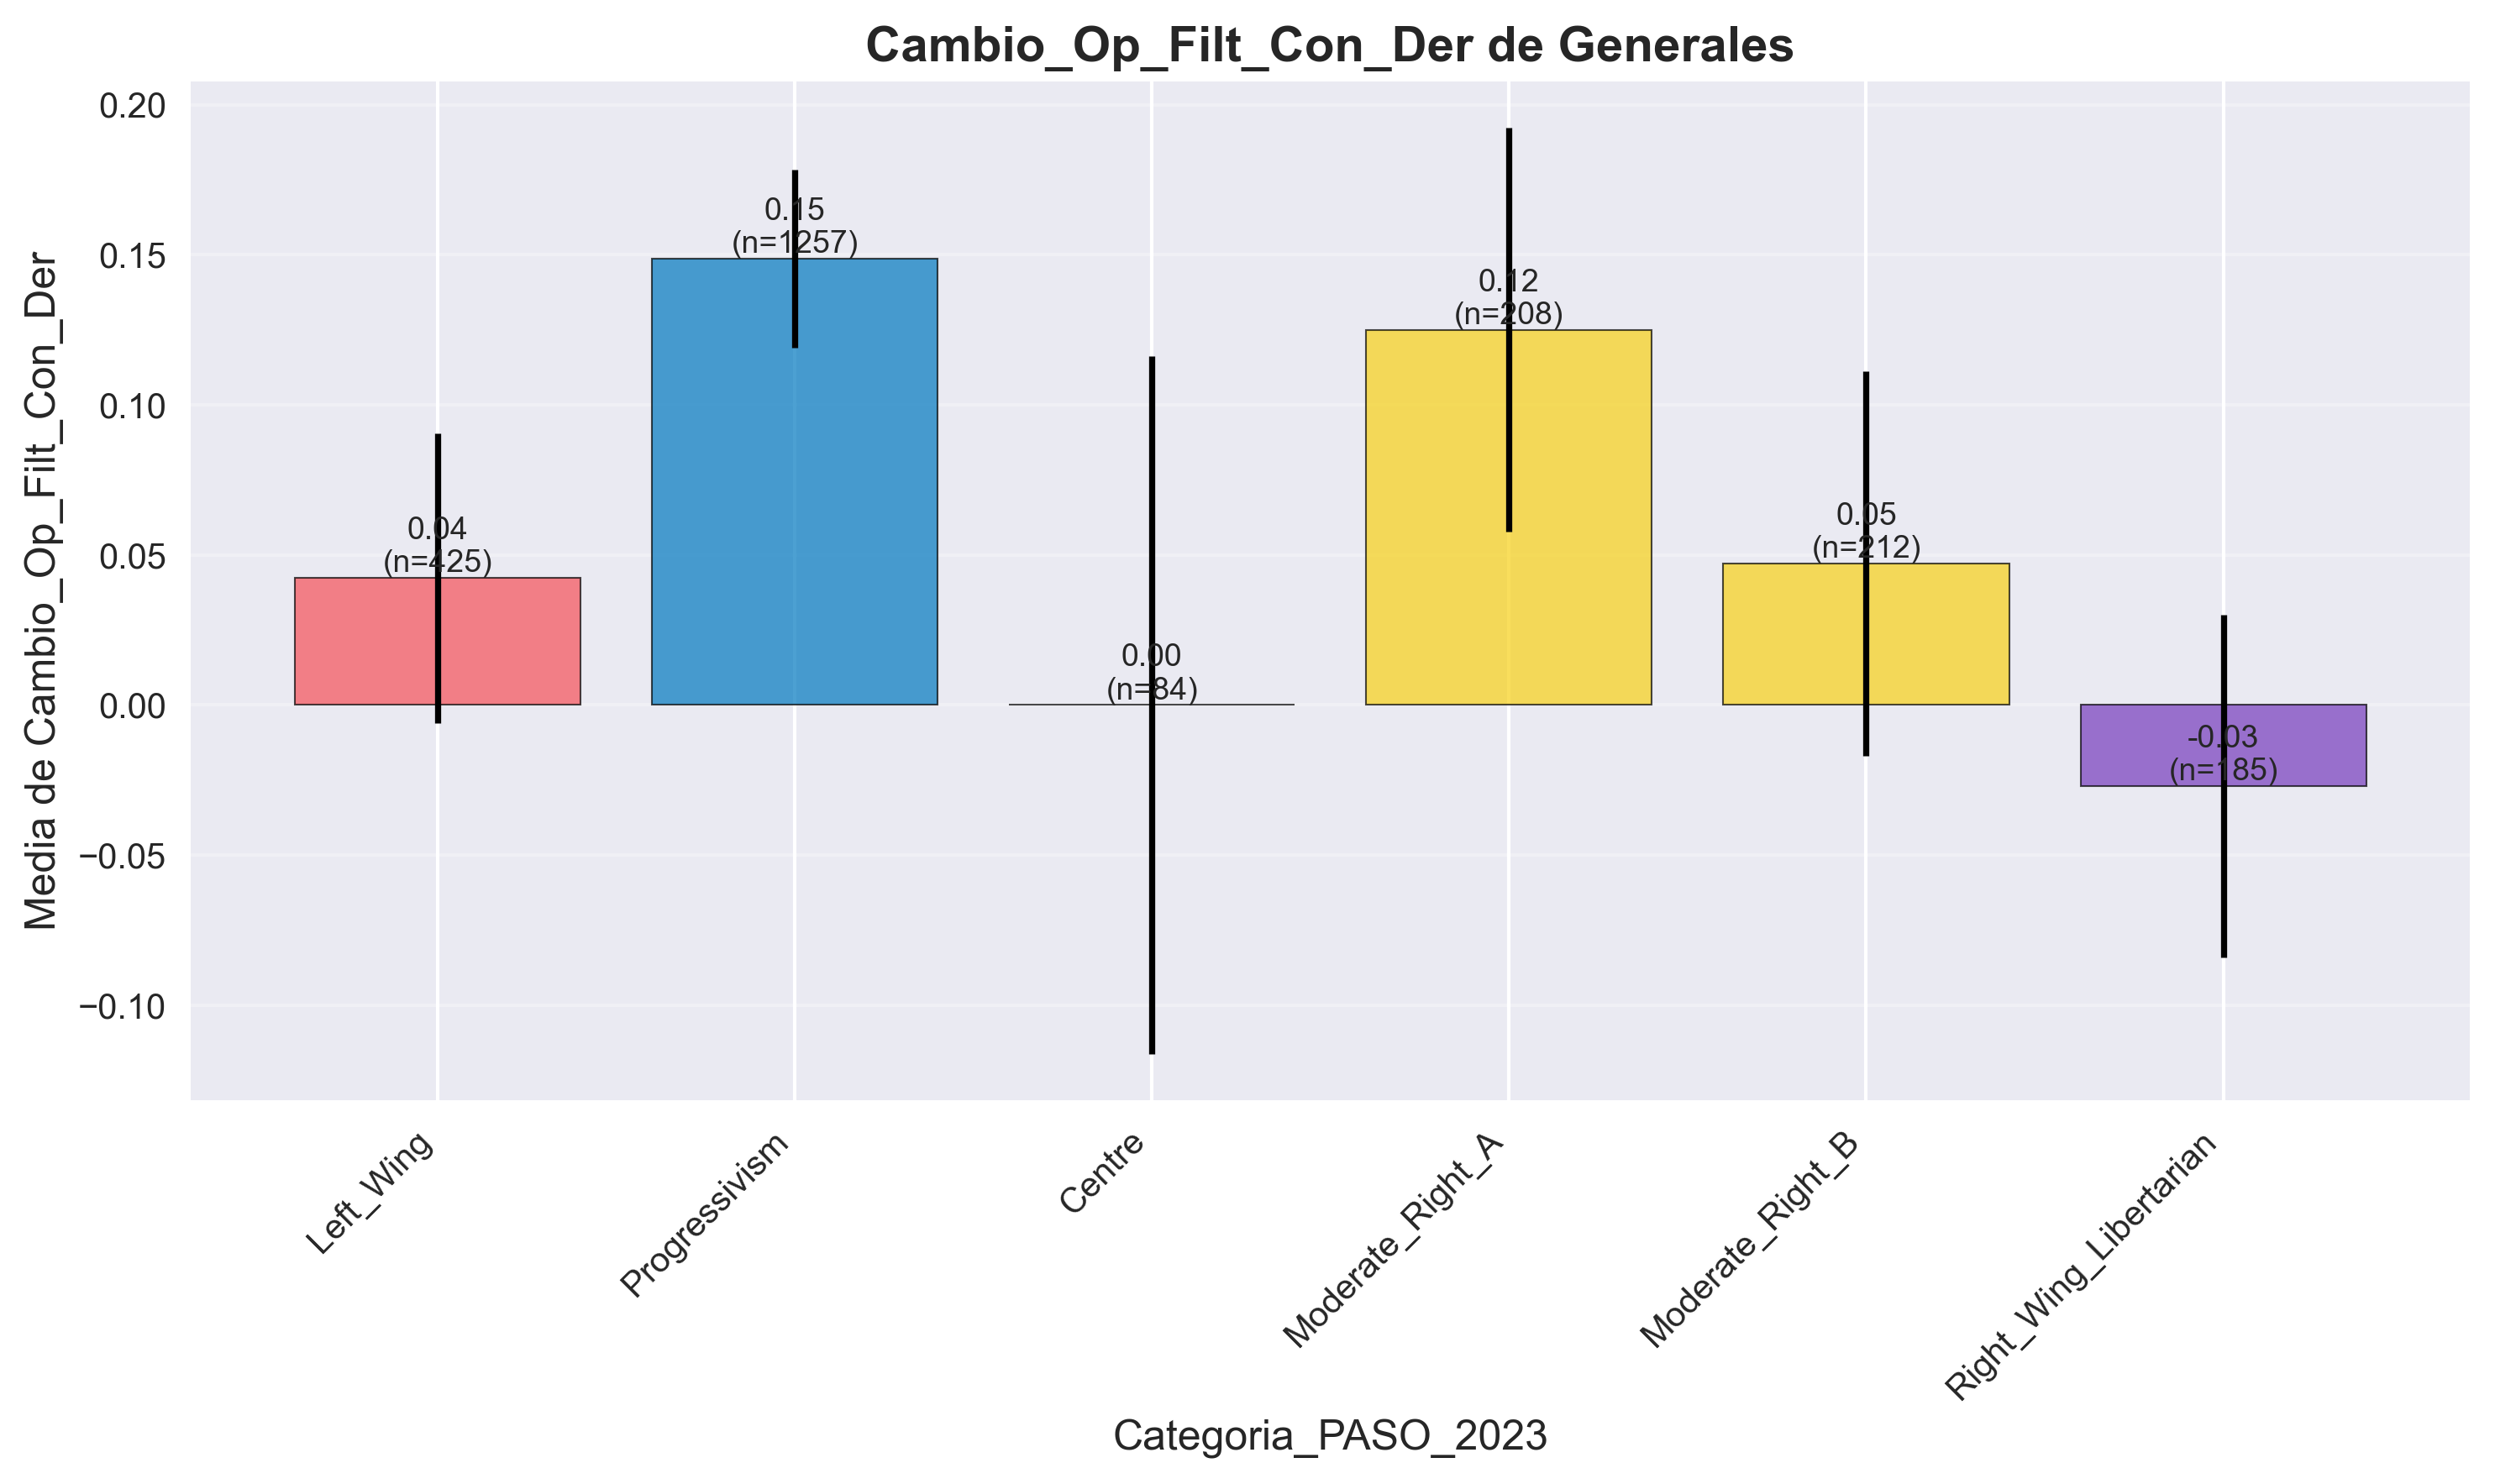 Cambio_Op_Filt_Con_Der de Generales
Media de Cambio_Op_Filt_Con_Der
0.20
0.15
0.10
0.05
0.00
−0.05
−0.10
0.04
(n=425)
0.15
(n=1257)
0.00
(n=84)
0.12
(n=208)
0.05
(n=212)
-0.03
(n=185)
Left_Wing
Progressivism
Centre
Moderate_Right_A
Moderate_Right_B
Right_Wing_Libertarian
Categoria_PASO_2023